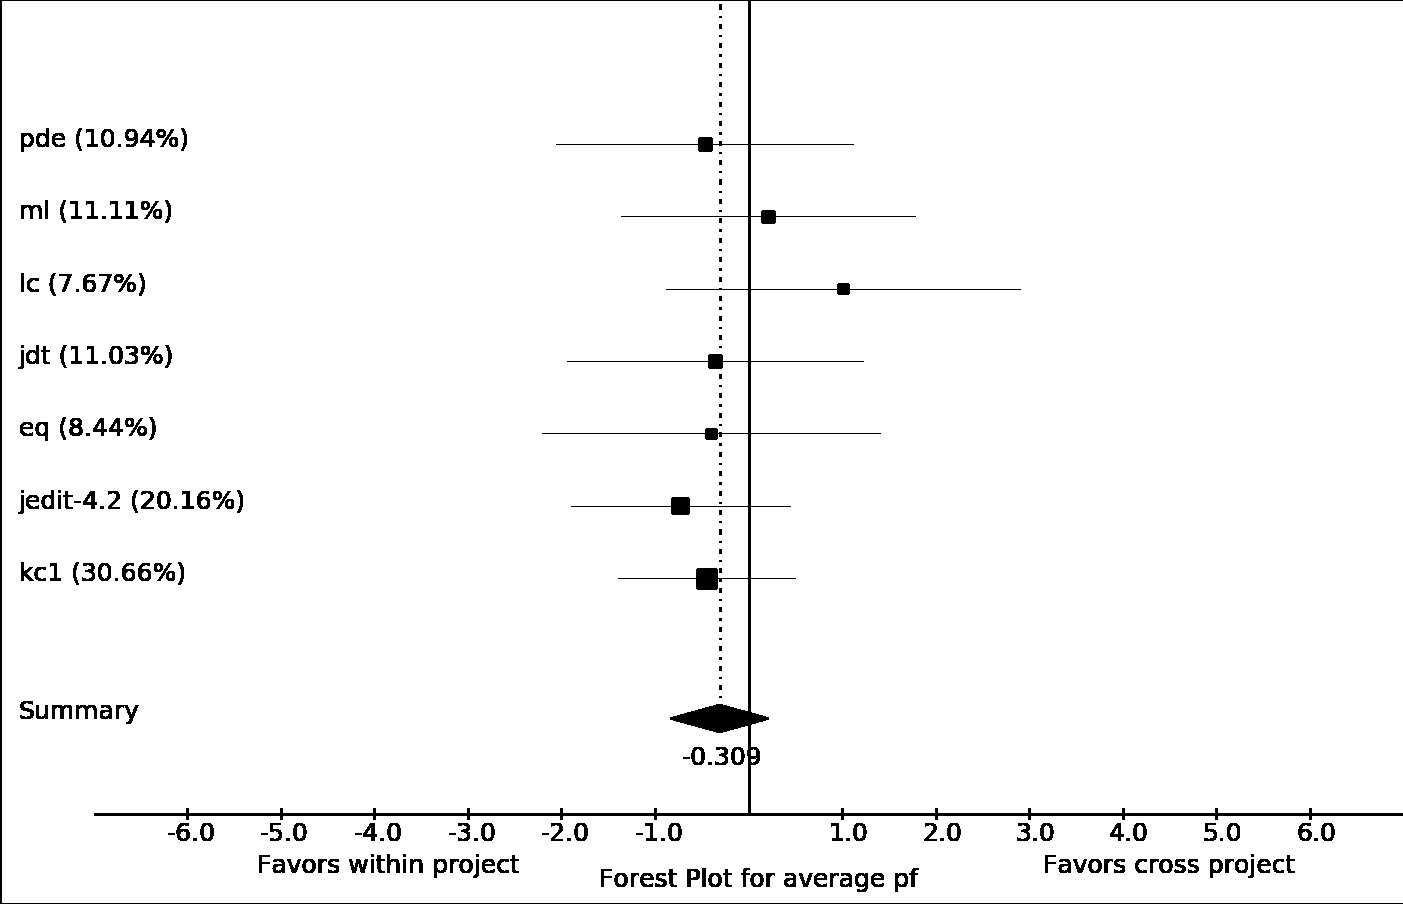 pde (10.94%)
ml (11.11%)
lc (7.67%)
jdt (11.03%)
eq (8.44%)
jedit-4.2 (20.16%)
kc1 (30.66%)
Summary
-0.309
-6.0 -5.0 -4.0 -3.0 -2.0 -1.0 1.0 2.0 3.0 4.0 5.0 6.0
Favors within project Favors cross project
Forest Plot for average pf